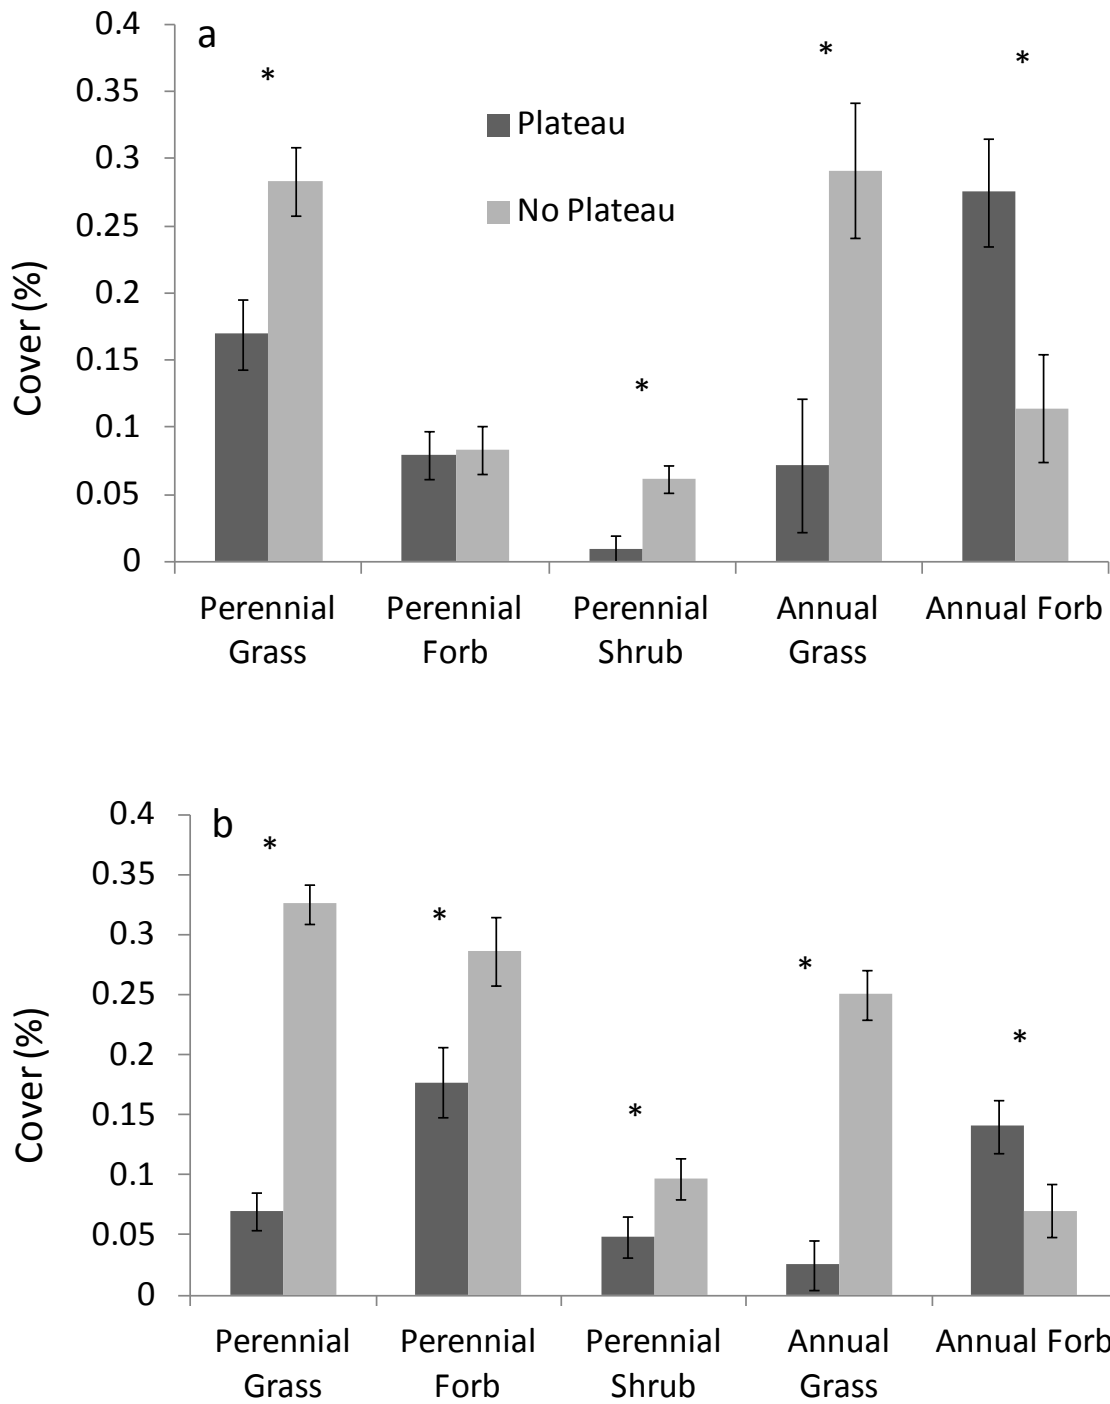 0.4
a
*
*
*
0.35
Plateau
0.3
No Plateau
0.25
0.2
Cover (%)
0.15
*
0.1
0.05
0
Perennial Grass
Perennial Forb
Perennial Shrub
Annual Grass
Annual Forb
0.4
b
*
0.35
*
0.3
*
0.25
0.2
*
Cover (%)
0.15
*
0.1
0.05
0
Perennial Grass
Perennial Forb
Perennial Shrub
Annual Grass
Annual Forb